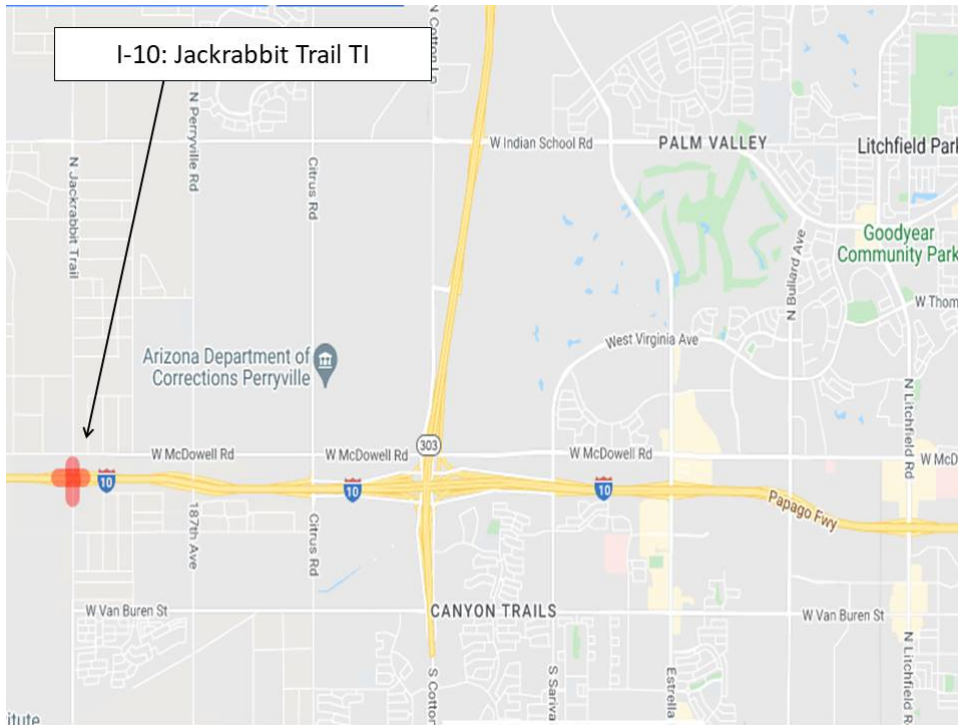 I-10: Jackrabbit Trail TI
N Cotton Ln
N Perryville Rd
N Jackrabbit Trail
Citrus Rd
W Indian School Rd
PALM VALLEY
Litchfield Park
Goodyear
Community Park
N Bullard Ave
W Thom
West Virginia Ave
Arizona Department of
Corrections Perryville
N Litchfield Rd
303
W McDowell Rd
W McDowell Rd
W McDowell Rd
W McD
10
10
10
Papago Fwy
187th Ave
Citrus Rd
W Van Buren St
CANYON TRAILS
W Van Buren St
S Cotton
S Sariva
Estrella
N Litchfield R
itute